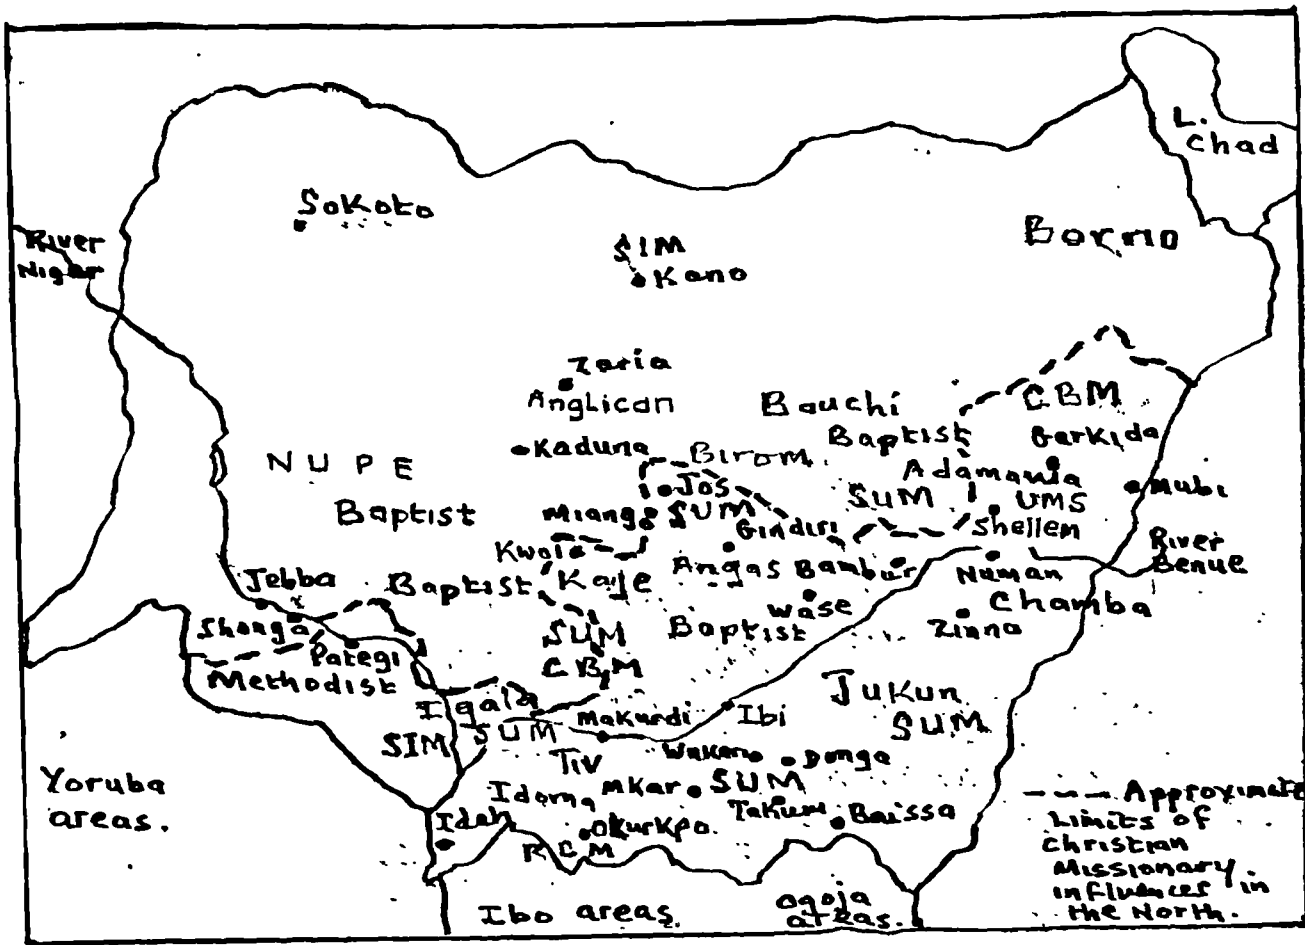 L.
Chad
Sokoto
River
Niger
SIM
Kano
Borno
Zaria
Anglican
Bauchi
CBM
Baptist
Garkida
Kaduna
Birom
NUPE
Adamawa
Jos
SUM
UMS
Mubi
Baptist
Miango
SUM
Gindiri
Shellem
Kwoi
River
Benue
Angas
Bambur
Numan
Jebba
Baptist
Kaje
Wase
Chamba
Shonga
SUM
Baptist
Zinna
Pategi
CBM
Methodist
Igala
Jukun
SUM
SUM
Makurdi
Ibi
SIM
Tiv
Wukari
Donga
Yoruba
areas.
Idoma
Mkar
SUM
Takum
Baissa
Idah
Okurkpo
RCM
Ibo areas.
Ogoja
areas.
--- Approximate
Limits of
Christian
Missionary
influences in
the North.